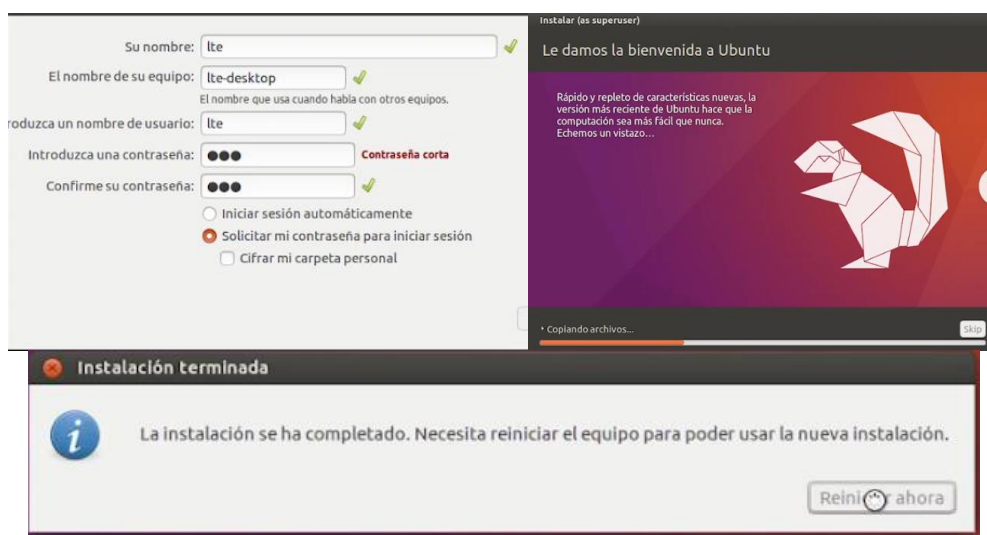 Su nombre: lte
El nombre de su equipo: lte-desktop
El nombre que usa cuando habla con otros equipos.
roduzca un nombre de usuario: lte
Introduzca una contraseña: ●●● Contraseña corta
Confirme su contraseña: ●●●
Iniciar sesión automáticamente
Solicitar mi contraseña para iniciar sesión
Cifrar mi carpeta personal
Instalar (as superuser)
Le damos la bienvenida a Ubuntu
Rápido y repleto de características nuevas, la
versión más reciente de Ubuntu hace que la
computación sea más fácil que nunca.
Echemos un vistazo...
Copiando archivos...
Skip
Instalación terminada
La instalación se ha completado. Necesita reiniciar el equipo para poder usar la nueva instalación.
Reiniciar ahora